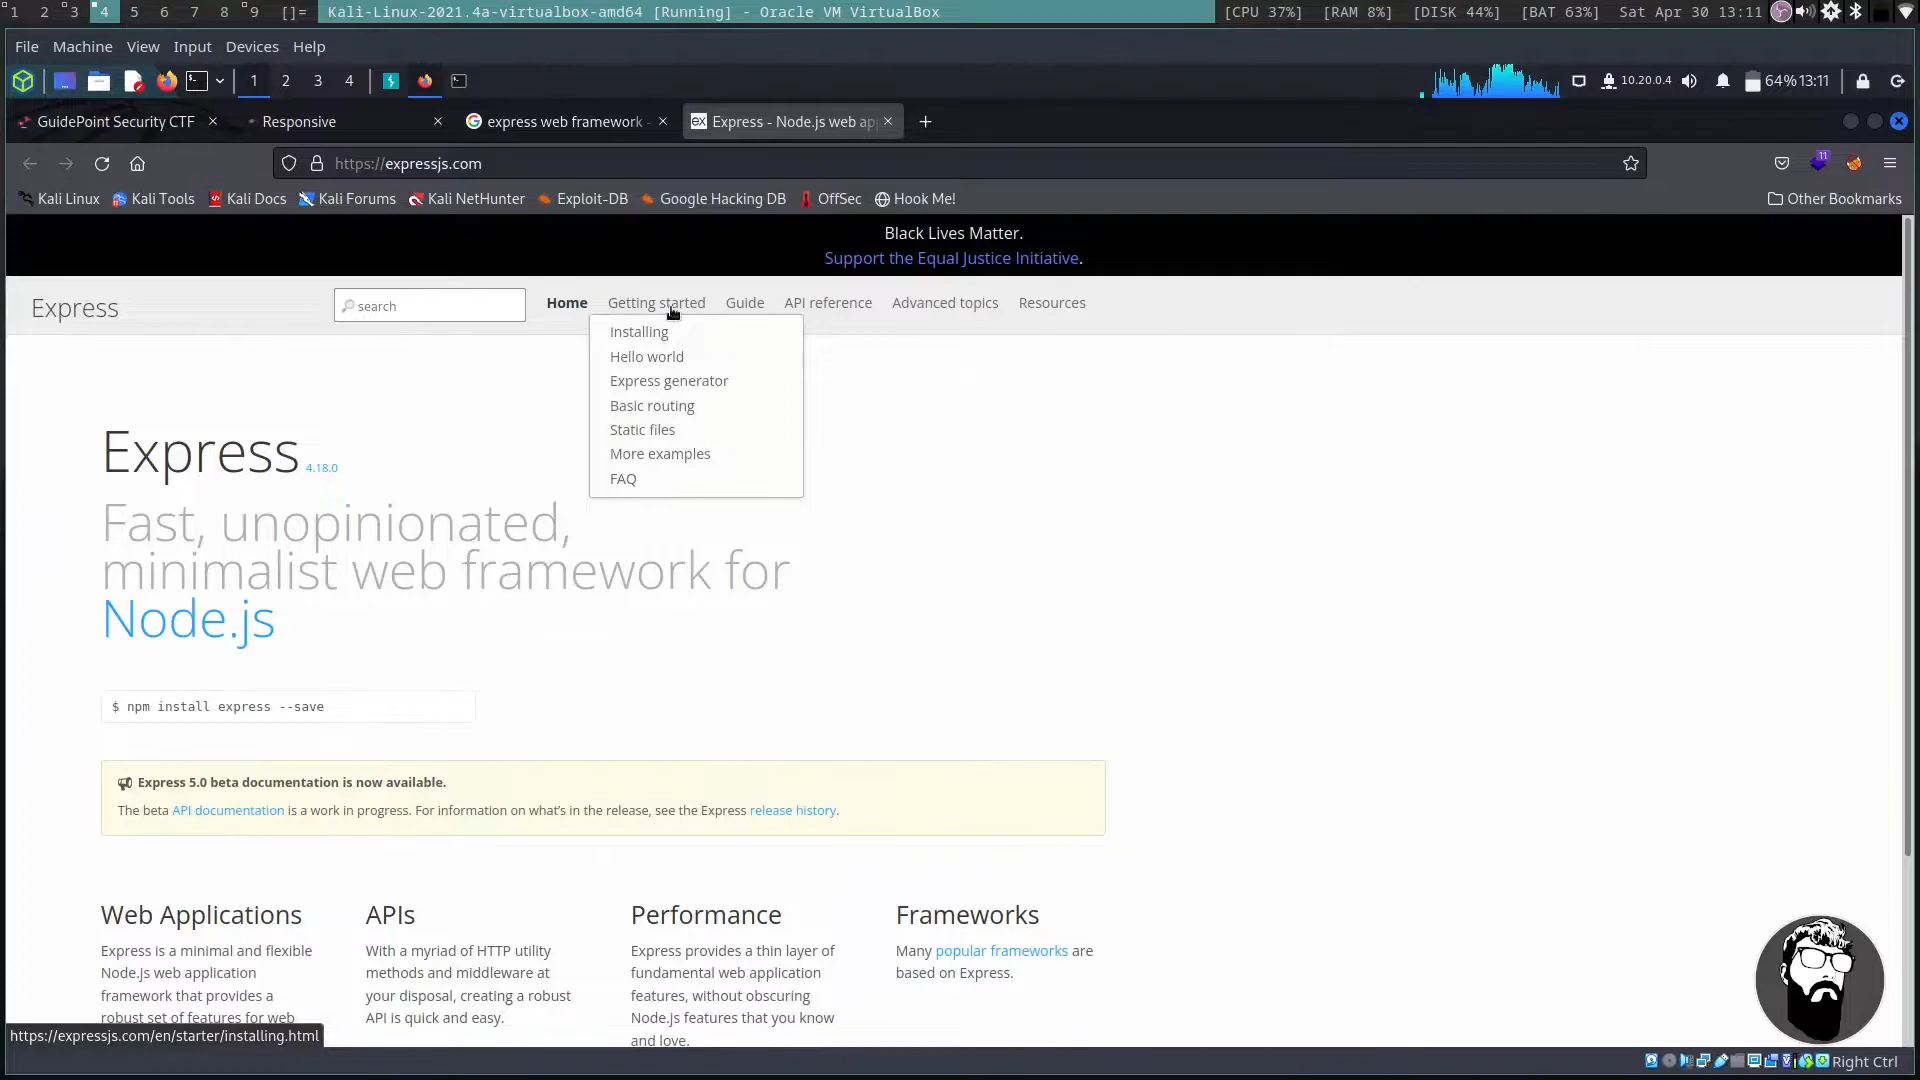 1 2 3 4 5 6 7 8 9 []= Kali-Linux-2021.4a-virtualbox-amd64 [Running] - Oracle VM VirtualBox [CPU 37%] [RAM 8%] [DISK 44%] [BAT 63%] Sat Apr 30 13:11
File Machine View Input Devices Help
1 2 3 4 10.20.0.4 64% 13:11
GuidePoint Security CTF Responsive express web framework - Express - Node.js web ap
https://expressjs.com 11
Kali Linux Kali Tools Kali Docs Kali Forums Kali NetHunter Exploit-DB Google Hacking DB OffSec Hook Me! Other Bookmarks
Black Lives Matter.
Support the Equal Justice Initiative.
Express search Home Getting started Guide API reference Advanced topics Resources
Installing
Hello world
Express generator
Basic routing
Static files
More examples
FAQ
Express 4.18.0
Fast, unopinionated,
minimalist web framework for
Node.js
$ npm install express --save
Express 5.0 beta documentation is now available.
The beta API documentation is a work in progress. For information on what's in the release, see the Express release history.
Web Applications
Express is a minimal and flexible
Node.js web application
framework that provides a
robust set of features for web
APIs
With a myriad of HTTP utility
methods and middleware at
your disposal, creating a robust
API is quick and easy.
Performance
Express provides a thin layer of
fundamental web application
features, without obscuring
Node.js features that you know
and love.
Frameworks
Many popular frameworks are
based on Express.
https://expressjs.com/en/starter/installing.html
Right Ctrl